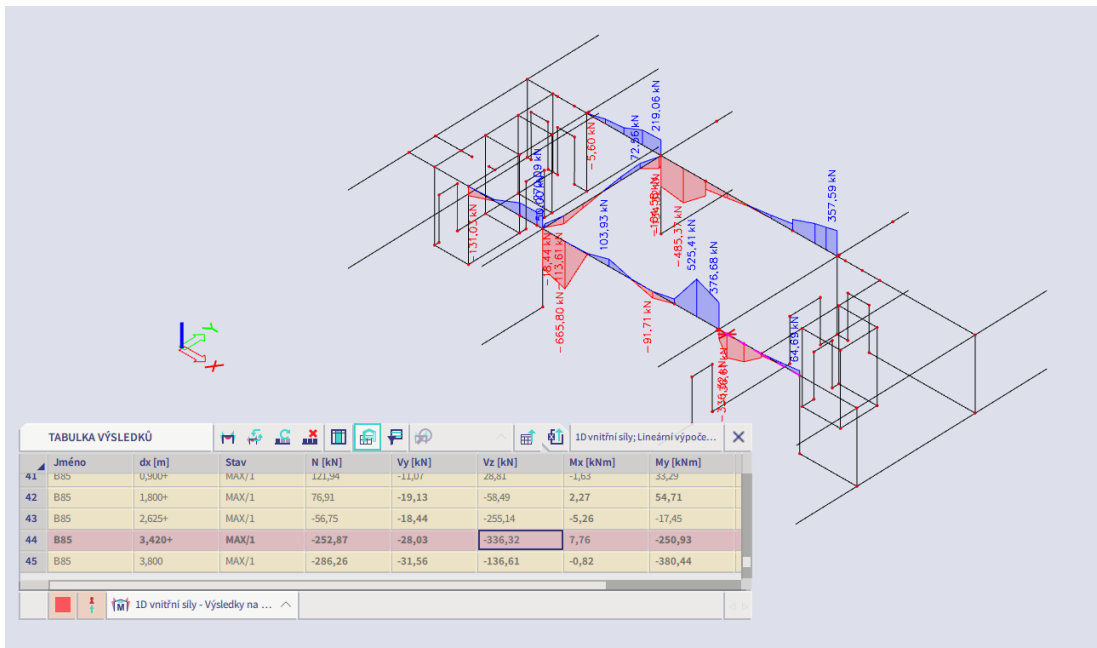 219,06 kN
72,56 kN
−5,60 kN
357,59 kN
−131,03 kN
103,93 kN
−485,37 kN
525,41 kN
376,68 kN
−18,44 kN
−113,61 kN
−665,80 kN
−91,71 kN
64,69 kN
Y
X
TABULKA VÝSLEDKŮ 1D vnitřní síly; Lineární výpoče...
Jméno dx [m] Stav N [kN] Vy [kN] Vz [kN] Mx [kNm] My [kNm]
41 B85 0,900+ MAX/1 121,94 -11,07 28,81 -1,63 33,29
42 B85 1,800+ MAX/1 76,91 -19,13 -58,49 2,27 54,71
43 B85 2,625+ MAX/1 -56,75 -18,44 -255,14 -5,26 -17,45
44 B85 3,420+ MAX/1 -252,87 -28,03 -336,32 7,76 -250,93
45 B85 3,800 MAX/1 -286,26 -31,56 -136,61 -0,82 -380,44
1D vnitřní síly - Výsledky na ...